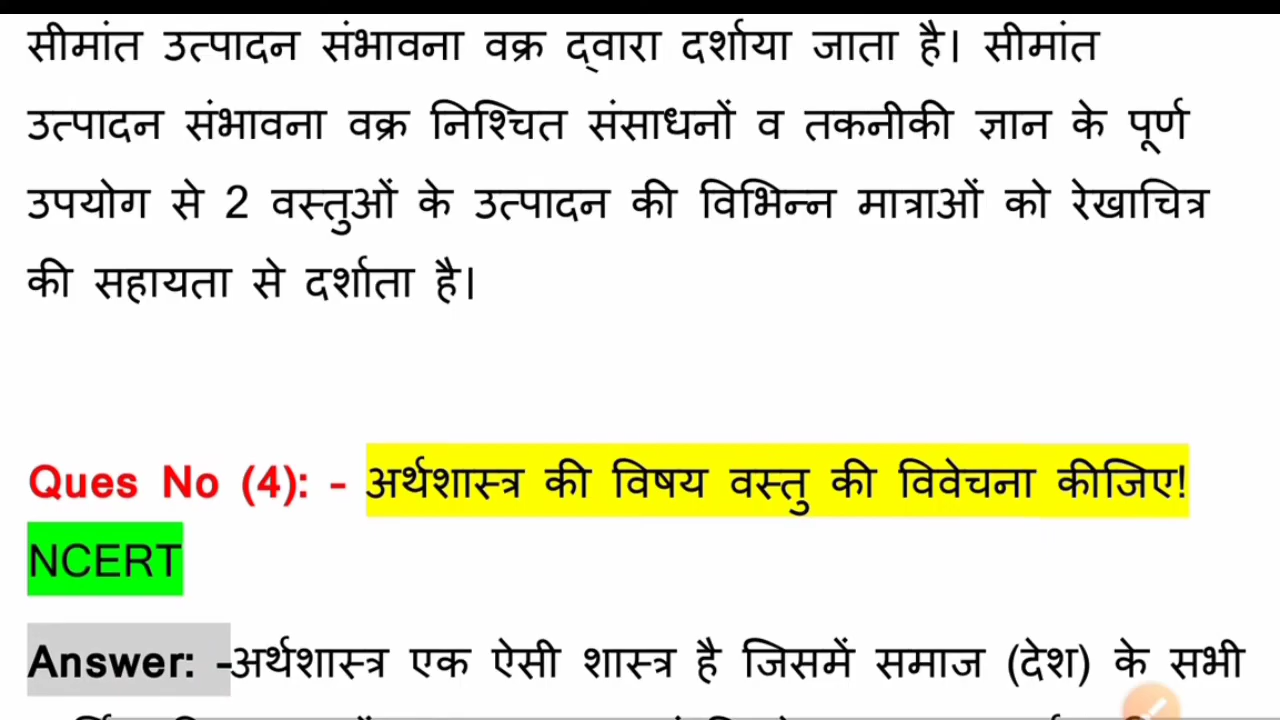 सीमांत उत्पादन संभावना वक्र द्वारा दर्शाया जाता है। सीमांत
उत्पादन संभावना वक्र निश्चित संसाधनों व तकनीकी ज्ञान के पूर्ण
उपयोग से 2 वस्तुओं के उत्पादन की विभिन्न मात्राओं को रेखाचित्र
की सहायता से दर्शाता है।
Ques No (4): - अर्थशास्त्र की विषय वस्तु की विवेचना कीजिए!
NCERT
Answer: -अर्थशास्त्र एक ऐसी शास्त्र है जिसमें समाज (देश) के सभी